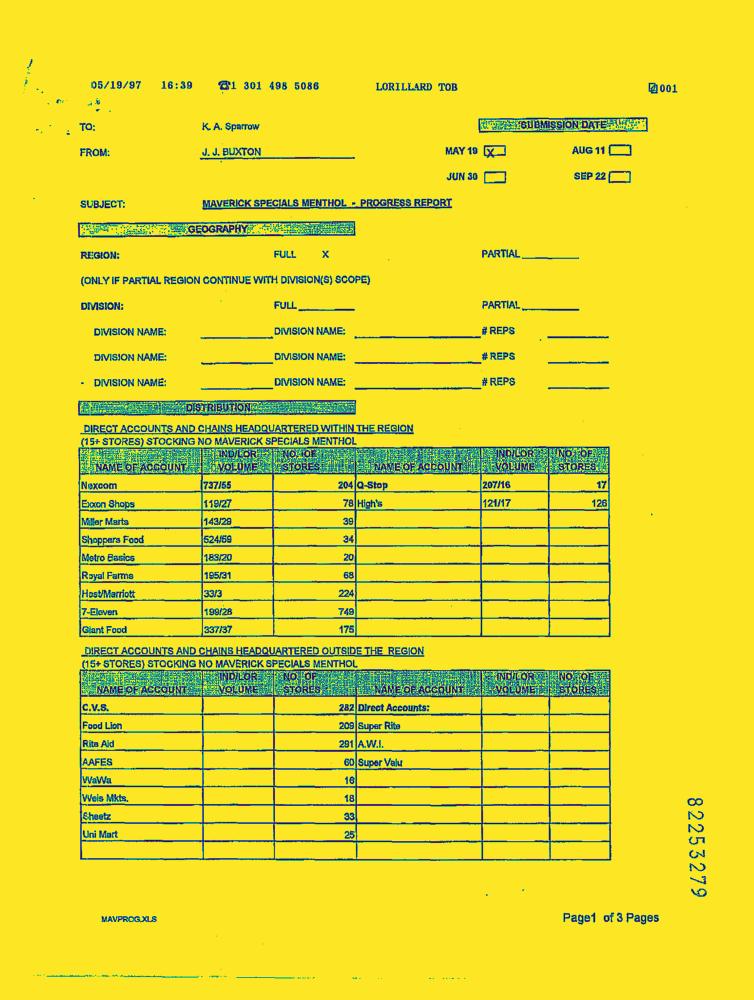 05/19/97 16:39 ☎1 301 498 5086 LORILLARD TOB 001
TO: K. A. Sparrow SUBMISSION DATE
FROM: J. J. BUXTON MAY 19 X AUG 11
JUN 30 SEP 22
SUBJECT: MAVERICK SPECIALS MENTHOL - PROGRESS REPORT
GEOGRAPHY
REGION: FULL X PARTIAL
(ONLY IF PARTIAL REGION CONTINUE WITH DIVISION(S) SCOPE)
DIVISION: FULL PARTIAL
DIVISION NAME: DIVISION NAME: # REPS
DIVISION NAME: DIVISION NAME: # REPS
DIVISION NAME: DIVISION NAME: # REPS
DISTRIBUTION
DIRECT ACCOUNTS AND CHAINS HEADQUARTERED WITHIN THE REGION
(15+ STORES) STOCKING NO MAVERICK SPECIALS MENTHOL
IND/LOR NO. OF IND/LOR NO. OF
NAME OF ACCOUNT VOLUME STORES NAME OF ACCOUNT VOLUME STORES
Nexcom 737/55 204 Q-Stop 207/16 17
Exxon Shops 119/27 78 High's 121/17 126
Miller Marts 143/29 39
Shoppers Food 524/59 34
Metro Basics 183/20 20
Royal Farms 195/31 68
Host/Marriott 33/3 224
7-Eleven 199/28 749
Giant Food 337/37 175
DIRECT ACCOUNTS AND CHAINS HEADQUARTERED OUTSIDE THE REGION
(15+ STORES) STOCKING NO MAVERICK SPECIALS MENTHOL
IND/LOR NO. OF IND/LOR NO. OF
NAME OF ACCOUNT VOLUME STORES NAME OF ACCOUNT VOLUME STORES
C.V.S. 282 Direct Accounts:
Food Lion 209 Super Rite
Rite Aid 291 A.W.I.
AAFES 60 Super Valu
WaWa 16
Weis Mkts. 18
Sheetz 33
Uni Mart 25
82253279
MAVPROG.XLS Page1 of 3 Pages